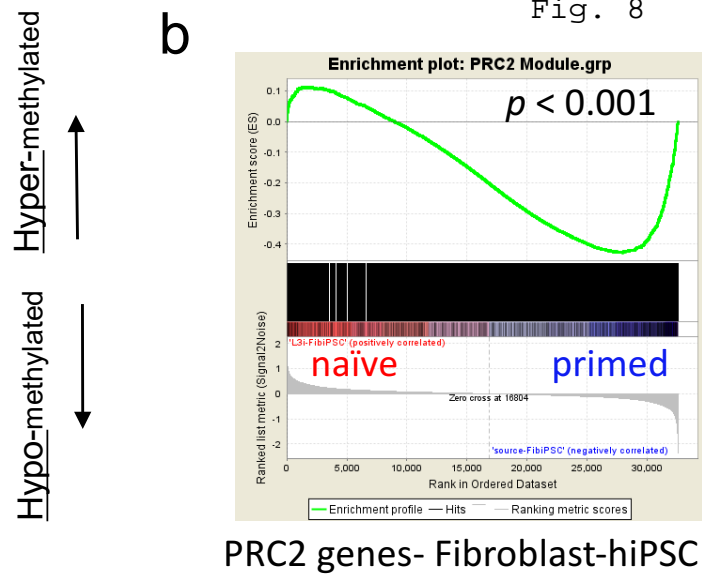 Fig. 8
b
Hyper-methylated
Hypo-methylated
Enrichment plot: PRC2 Module.grp
p < 0.001
Enrichment score (ES)
0.1
0.0
-0.1
-0.2
-0.3
-0.4
'L3i-FibiPSC' (positively correlated)
naïve
primed
Ranked list metric (Signal2Noise)
2
1
0
-1
-2
Zero cross at 16804
'source-FibiPSC' (negatively correlated)
0 5,000 10,000 15,000 20,000 25,000 30,000
Rank in Ordered Dataset
Enrichment profile Hits Ranking metric scores
PRC2 genes- Fibroblast-hiPSC